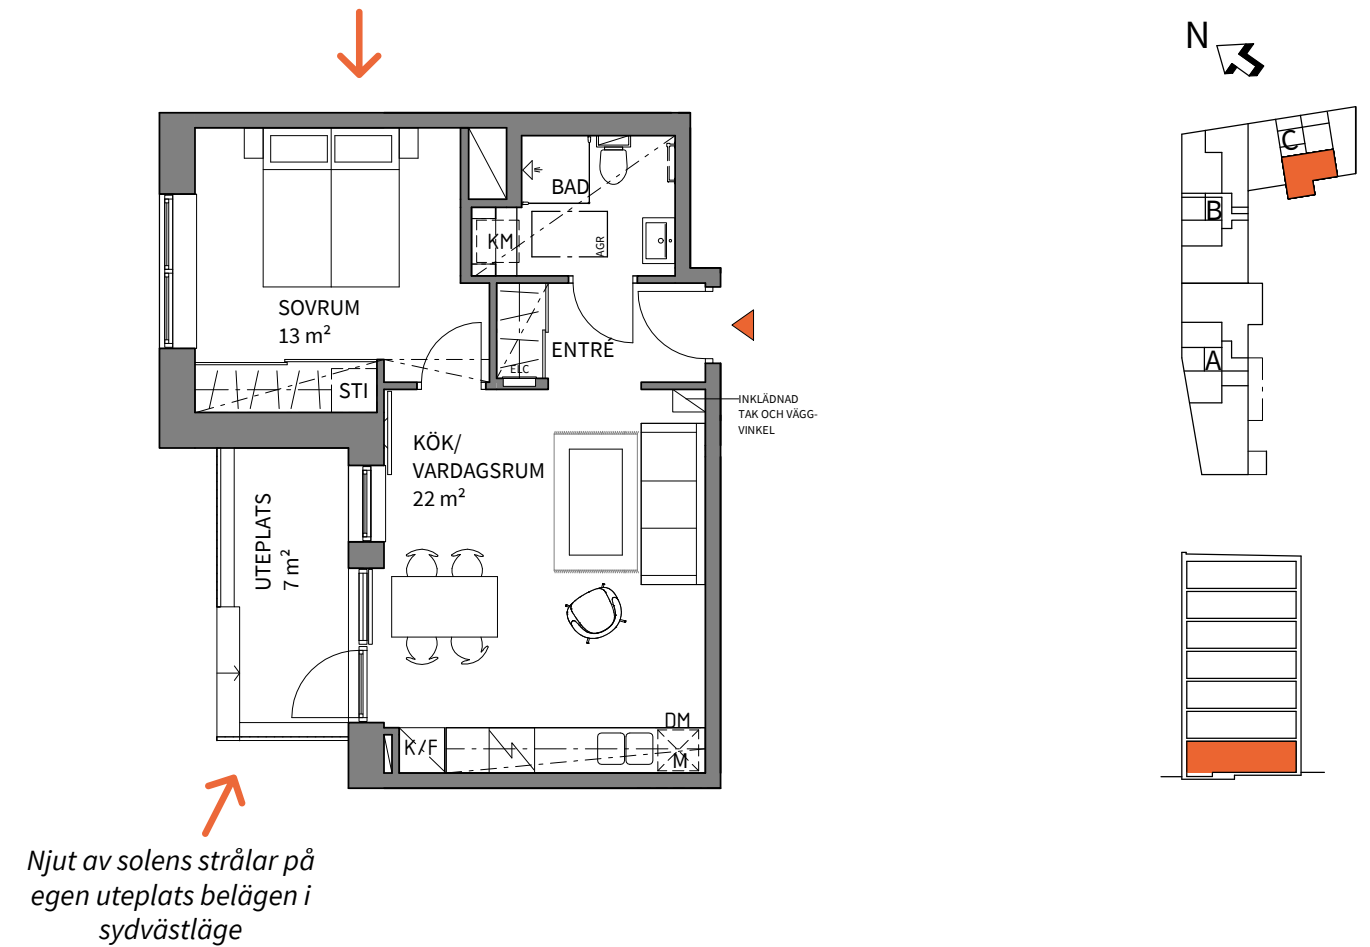 N
C
B
A
BAD
KM
AGR
SOVRUM
13 m²
ENTRÉ
ELC
STI
INKLÄDNAD
TAK OCH VÄGG-
VINKEL
KÖK/
VARDAGSRUM
22 m²
UTEPLATS
7 m²
DM
K/F
M
Njut av solens strålar på
egen uteplats belägen i
sydvästläge